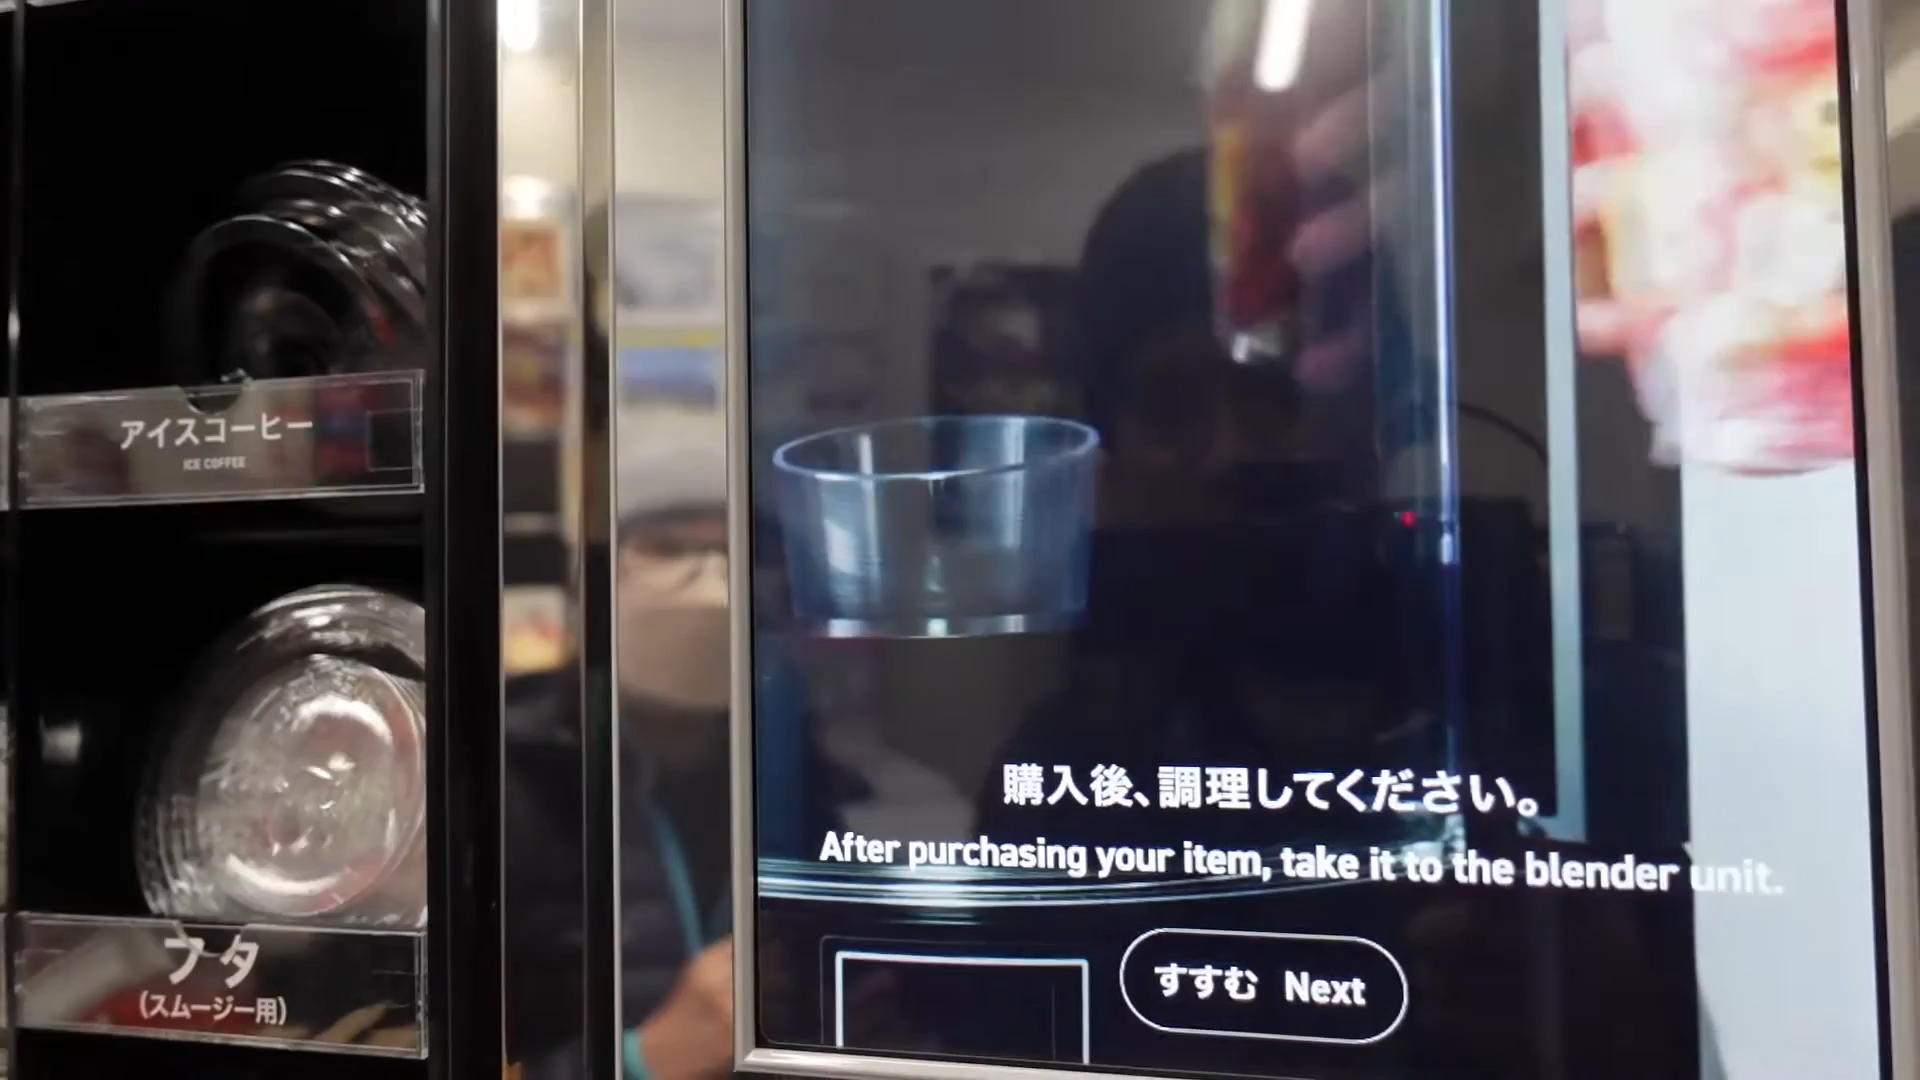 アイスコーヒー
ICE COFFEE
フタ
(スムージー用)
購入後、調理してください。
After purchasing your item, take it to the blender unit.
すすむ Next